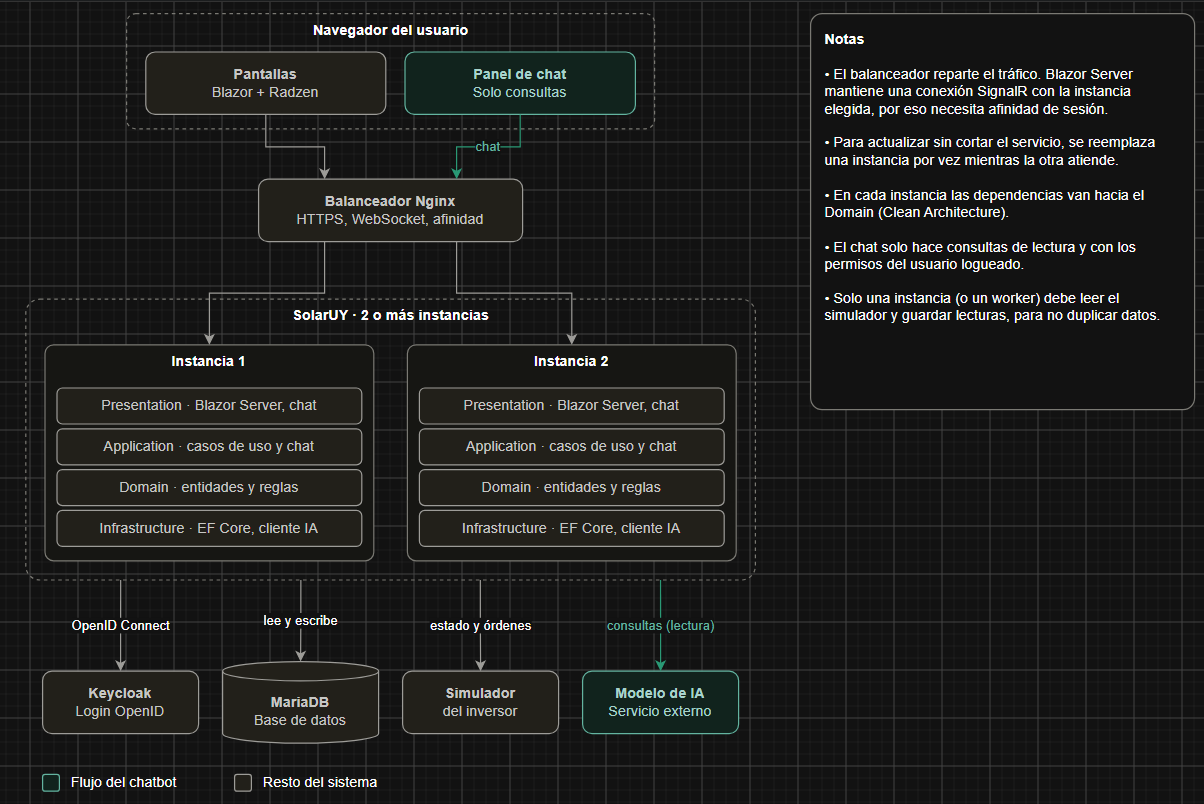 Navegador del usuario
Pantallas
Blazor + Radzen
Panel de chat
Solo consultas
chat
Balanceador Nginx
HTTPS, WebSocket, afinidad
SolarUY · 2 o más instancias
Instancia 1
Presentation · Blazor Server, chat
Application · casos de uso y chat
Domain · entidades y reglas
Infrastructure · EF Core, cliente IA
Instancia 2
Presentation · Blazor Server, chat
Application · casos de uso y chat
Domain · entidades y reglas
Infrastructure · EF Core, cliente IA
OpenID Connect
lee y escribe
estado y órdenes
consultas (lectura)
Keycloak
Login OpenID
MariaDB
Base de datos
Simulador
del inversor
Modelo de IA
Servicio externo
Flujo del chatbot
Resto del sistema
Notas
• El balanceador reparte el tráfico. Blazor Server
mantiene una conexión SignalR con la instancia
elegida, por eso necesita afinidad de sesión.
• Para actualizar sin cortar el servicio, se reemplaza
una instancia por vez mientras la otra atiende.
• En cada instancia las dependencias van hacia el
Domain (Clean Architecture).
• El chat solo hace consultas de lectura y con los
permisos del usuario logueado.
• Solo una instancia (o un worker) debe leer el
simulador y guardar lecturas, para no duplicar datos.